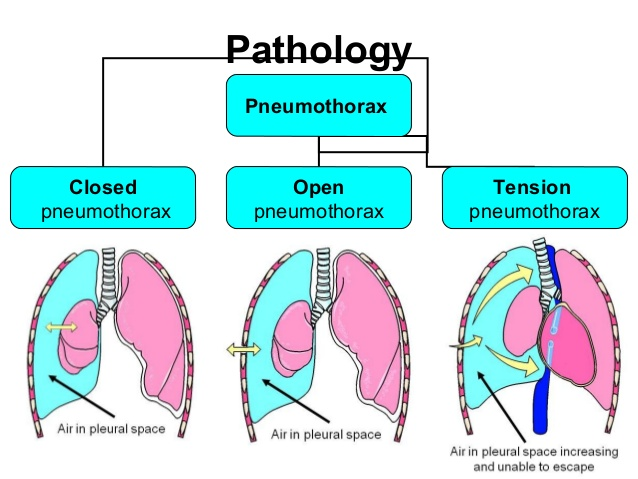 Pathology
Pneumothorax
Closed
pneumothorax
Open
pneumothorax
Tension
pneumothorax
Air in pleural space
Air in pleural space
Air in pleural space increasing
and unable to escape